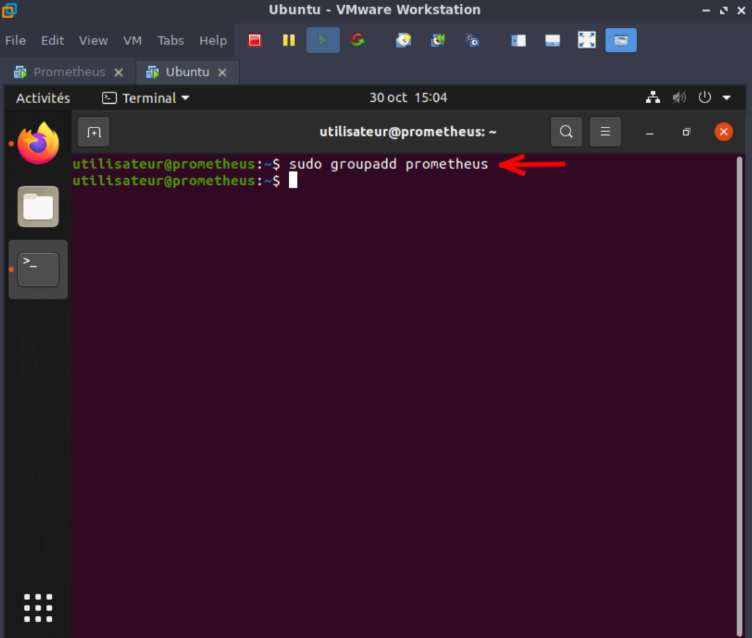 Ubuntu - VMware Workstation
File Edit View VM Tabs Help
Prometheus Ubuntu
Activités Terminal 30 oct 15:04
utilisateur@prometheus: ~
utilisateur@prometheus:~$ sudo groupadd prometheus
utilisateur@prometheus:~$